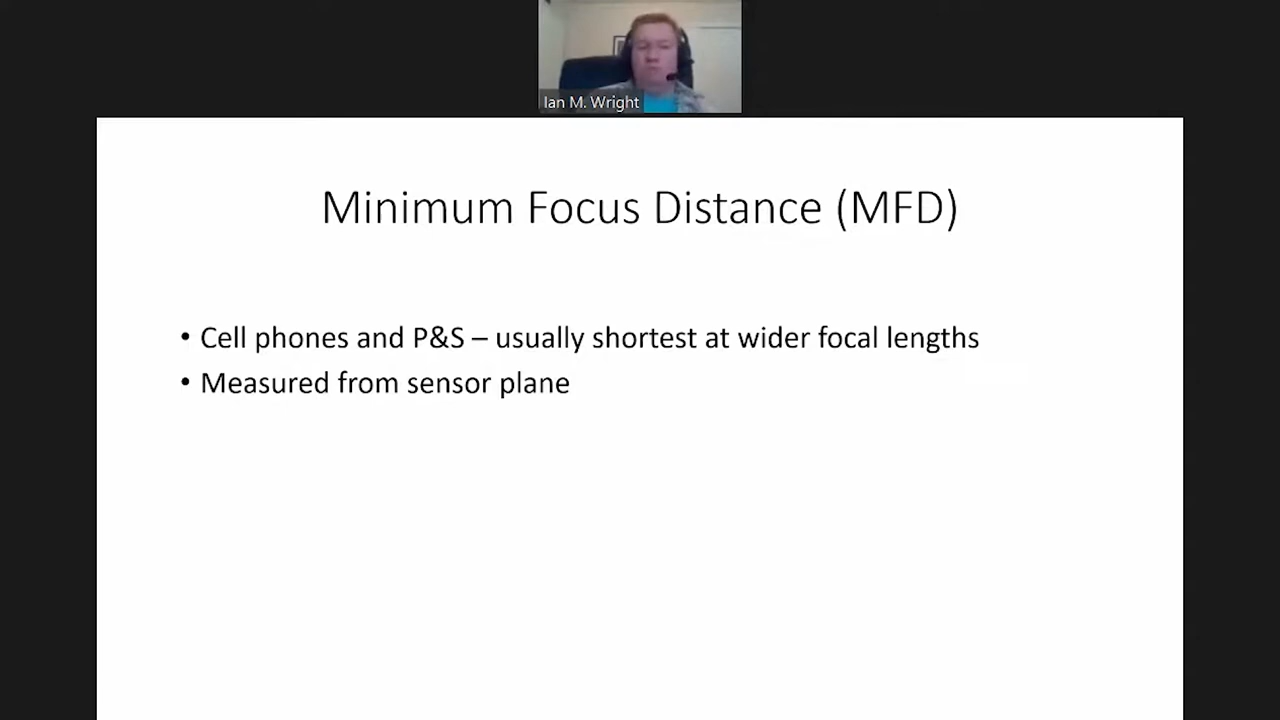 Ian M. Wright
Minimum Focus Distance (MFD)
• Cell phones and P&S – usually shortest at wider focal lengths
• Measured from sensor plane